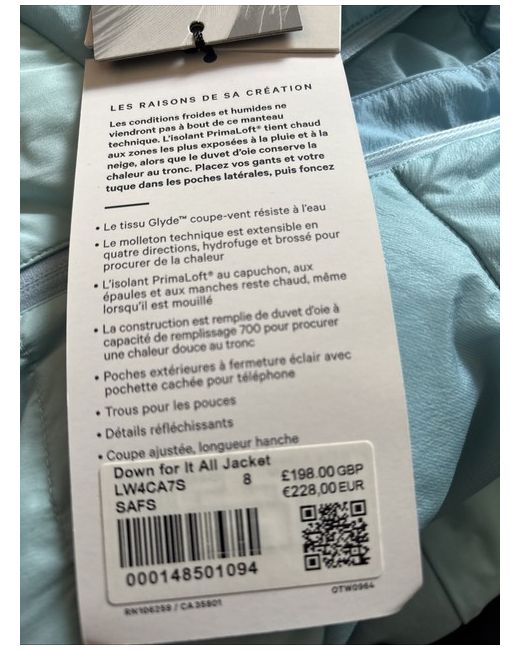 LES RAISONS DE SA CRÉATION
Les conditions froides et humides ne
viendront pas à bout de ce manteau
technique. L'isolant PrimaLoft® tient chaud
aux zones les plus exposées à la pluie et à la
neige, alors que le duvet d'oie conserve la
chaleur au tronc. Placez vos gants et votre
tuque dans les poches latérales, puis foncez
• Le tissu Glyde™ coupe-vent résiste à l'eau
• Le molleton technique est extensible en
quatre directions, hydrofuge et brossé pour
procurer de la chaleur
• L'isolant PrimaLoft® au capuchon, aux
épaules et aux manches reste chaud, même
lorsqu'il est mouillé
• La construction est remplie de duvet d'oie à
capacité de remplissage 700 pour procurer
une chaleur douce au tronc
• Poches extérieures à fermeture éclair avec
pochette cachée pour téléphone
• Trous pour les pouces
• Détails réfléchissants
• Coupe ajustée, longueur hanche
Down for It All Jacket
LW4CA7S 8 £198.00 GBP
SAFS €228,00 EUR
000148501094
OTW0964
RN106259 / CA35801